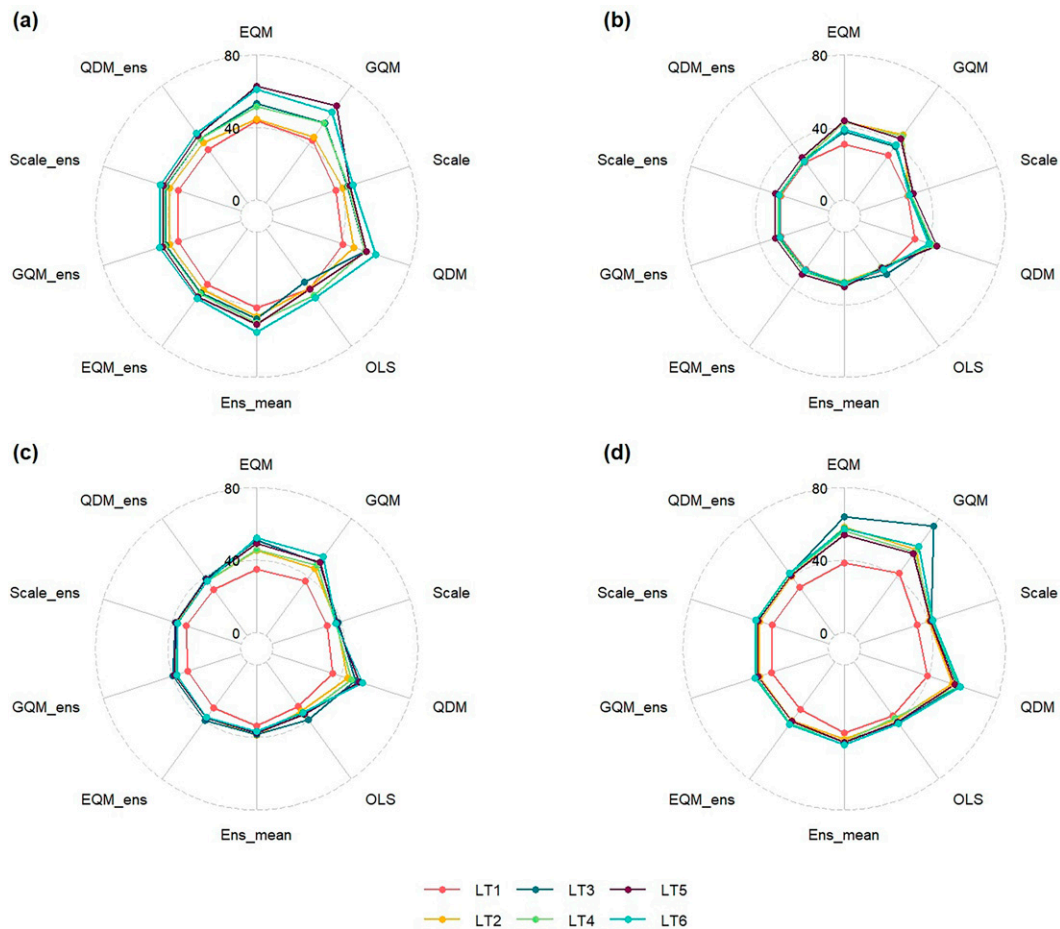 (a)
EQM
GQM
Scale
QDM
OLS
Ens_mean
EQM_ens
GQM_ens
Scale_ens
QDM_ens
80
40
0
(b)
EQM
GQM
Scale
QDM
OLS
Ens_mean
EQM_ens
GQM_ens
Scale_ens
QDM_ens
80
40
0
(c)
EQM
GQM
Scale
QDM
OLS
Ens_mean
EQM_ens
GQM_ens
Scale_ens
QDM_ens
80
40
0
(d)
EQM
GQM
Scale
QDM
OLS
Ens_mean
EQM_ens
GQM_ens
Scale_ens
QDM_ens
80
40
0
LT1 LT3 LT5
LT2 LT4 LT6